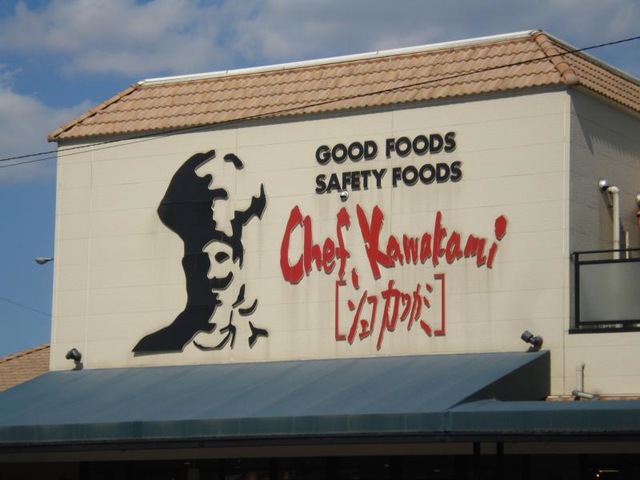 GOOD FOODS
SAFETY FOODS
Chef. Kawakami
[シェフカワカミ]